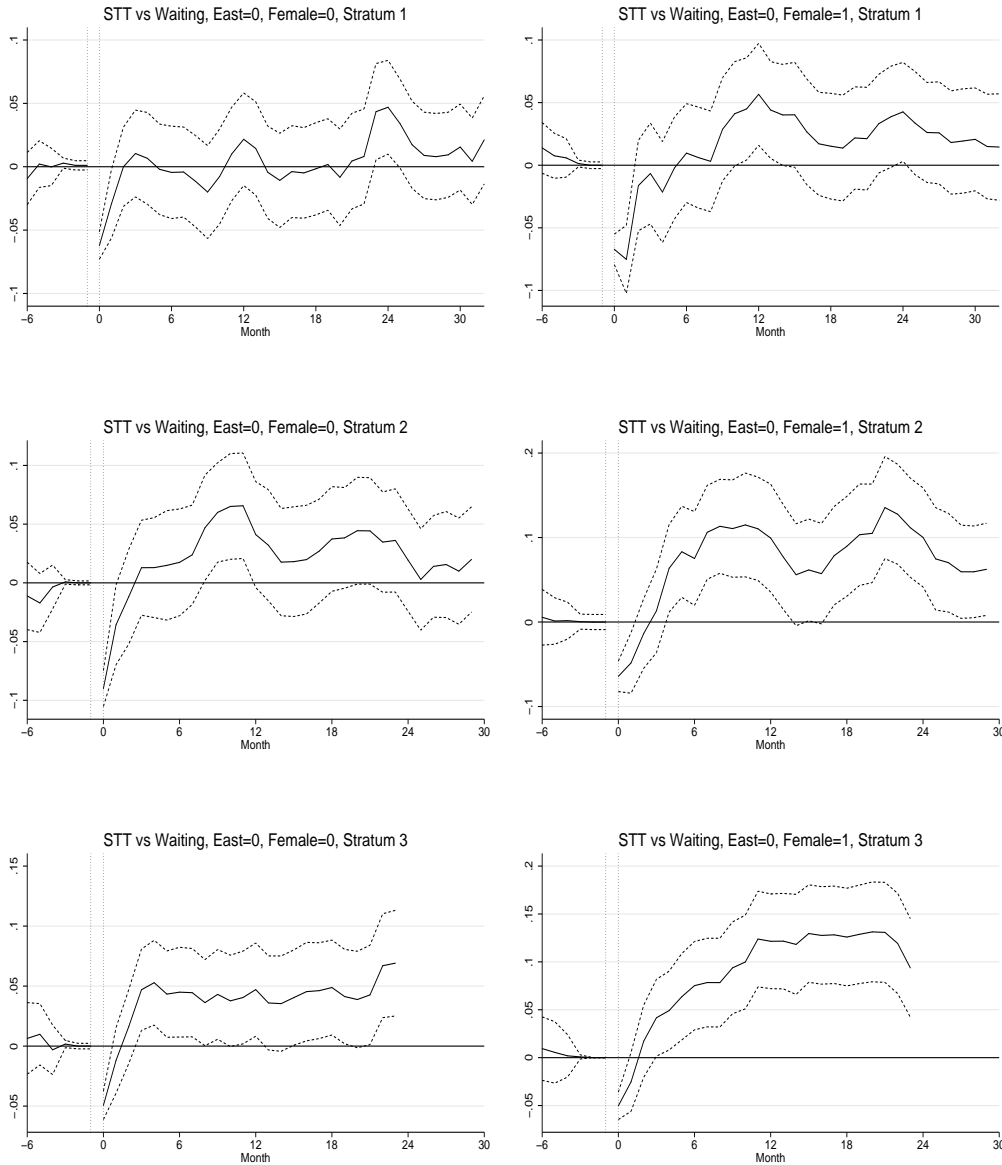 STT vs Waiting, East=0, Female=0, Stratum 1
.1
.05
0
−.05
−.1
−6 0 6 12 18 24 30
Month
STT vs Waiting, East=0, Female=1, Stratum 1
.1
.05
0
−.05
−.1
−6 0 6 12 18 24 30
Month
STT vs Waiting, East=0, Female=0, Stratum 2
.1
.05
0
−.05
−.1
−6 0 6 12 18 24 30
Month
STT vs Waiting, East=0, Female=1, Stratum 2
.2
.1
0
−.1
−6 0 6 12 18 24 30
Month
STT vs Waiting, East=0, Female=0, Stratum 3
.15
.1
.05
0
−.05
−6 0 6 12 18 24 30
Month
STT vs Waiting, East=0, Female=1, Stratum 3
.2
.15
.1
.05
0
−.05
−6 0 6 12 18 24 30
Month